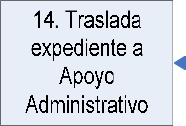 14. Traslada
expediente a
Apoyo
Administrativo